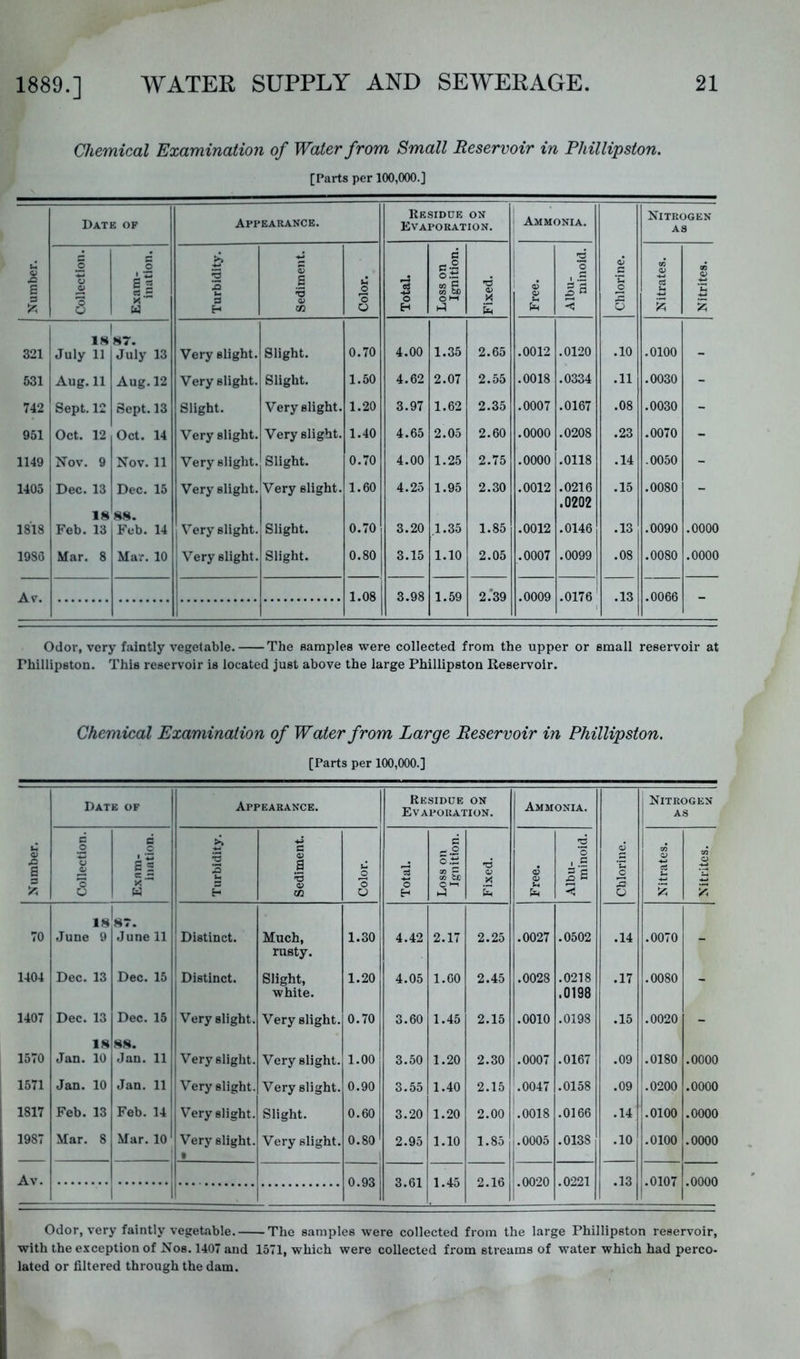 1889.] WATER SUPPLY AND SEWERAGE. 21
Chemical Examination of Water from Small Reservoir in Phillipston.
[Parts per 100,000.]
Number. | DATE OF | APPEARANCE. | RESIDUE ON EVAPORATION. | AMMONIA. | Chlorine. | NITROGEN AS
Collection. | Exam-ination. | Turbidity. | Sediment. | Color. | Total. | Loss on Ignition. | Fixed. | Free. | Albu-minoid. | Nitrates. | Nitrites.
1887.
321 | July 11 | July 13 | Very slight. | Slight. | 0.70 | 4.00 | 1.35 | 2.65 | .0012 | .0120 | .10 | .0100 | -
531 | Aug. 11 | Aug. 12 | Very slight. | Slight. | 1.50 | 4.62 | 2.07 | 2.55 | .0018 | .0334 | .11 | .0030 | -
742 | Sept. 12 | Sept. 13 | Slight. | Very slight. | 1.20 | 3.97 | 1.62 | 2.35 | .0007 | .0167 | .08 | .0030 | -
951 | Oct. 12 | Oct. 14 | Very slight. | Very slight. | 1.40 | 4.65 | 2.05 | 2.60 | .0000 | .0208 | .23 | .0070 | -
1149 | Nov. 9 | Nov. 11 | Very slight. | Slight. | 0.70 | 4.00 | 1.25 | 2.75 | .0000 | .0118 | .14 | .0050 | -
1405 | Dec. 13 | Dec. 15 | Very slight. | Very slight. | 1.60 | 4.25 | 1.95 | 2.30 | .0012 | .0216 | .15 | .0080 | -
.0202
1888.
1818 | Feb. 13 | Feb. 14 | Very slight. | Slight. | 0.70 | 3.20 | 1.35 | 1.85 | .0012 | .0146 | .13 | .0090 | .0000
1986 | Mar. 8 | Mar. 10 | Very slight. | Slight. | 0.80 | 3.15 | 1.10 | 2.05 | .0007 | .0099 | .08 | .0080 | .0000
Av. | ........ | ........ | ........ | ........ | 1.08 | 3.98 | 1.59 | 2.39 | .0009 | .0176 | .13 | .0066 | -
Odor, very faintly vegetable.——The samples were collected from the upper or small reservoir at
Phillipston. This reservoir is located just above the large Phillipston Reservoir.
Chemical Examination of Water from Large Reservoir in Phillipston.
[Parts per 100,000.]
Number. | DATE OF | APPEARANCE. | RESIDUE ON EVAPORATION. | AMMONIA. | Chlorine. | NITROGEN AS
Collection. | Exam-ination. | Turbidity. | Sediment. | Color. | Total. | Loss on Ignition. | Fixed. | Free. | Albu-minoid. | Nitrates. | Nitrites.
1887.
70 | June 9 | June 11 | Distinct. | Much, rusty. | 1.30 | 4.42 | 2.17 | 2.25 | .0027 | .0502 | .14 | .0070 | -
1404 | Dec. 13 | Dec. 15 | Distinct. | Slight, white. | 1.20 | 4.05 | 1.60 | 2.45 | .0028 | .0218 | .17 | .0080 | -
.0198
1407 | Dec. 13 | Dec. 15 | Very slight. | Very slight. | 0.70 | 3.60 | 1.45 | 2.15 | .0010 | .0198 | .15 | .0020 | -
1888.
1570 | Jan. 10 | Jan. 11 | Very slight. | Very slight. | 1.00 | 3.50 | 1.20 | 2.30 | .0007 | .0167 | .09 | .0180 | .0000
1571 | Jan. 10 | Jan. 11 | Very slight. | Very slight. | 0.90 | 3.55 | 1.40 | 2.15 | .0047 | .0158 | .09 | .0200 | .0000
1817 | Feb. 13 | Feb. 14 | Very slight. | Slight. | 0.60 | 3.20 | 1.20 | 2.00 | .0018 | .0166 | .14 | .0100 | .0000
1987 | Mar. 8 | Mar. 10 | Very slight. | Very slight. | 0.80 | 2.95 | 1.10 | 1.85 | .0005 | .0138 | .10 | .0100 | .0000
Av. | ........ | ........ | ........ | ........ | 0.93 | 3.61 | 1.45 | 2.16 | .0020 | .0221 | .13 | .0107 | .0000
Odor, very faintly vegetable.——The samples were collected from the large Phillipston reservoir,
with the exception of Nos. 1407 and 1571, which were collected from streams of water which had perco-
lated or filtered through the dam.